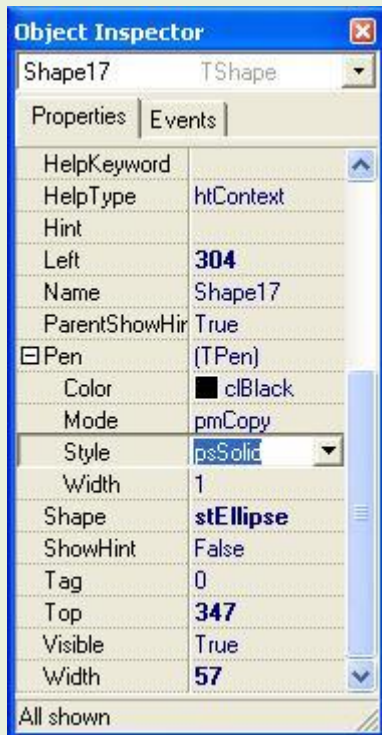 Object Inspector
Shape17 TShape
Properties Events
HelpKeyword
HelpType htContext
Hint
Left 304
Name Shape17
ParentShowHir True
Pen (TPen)
Color clBlack
Mode pmCopy
Style psSolid
Width 1
Shape stEllipse
ShowHint False
Tag 0
Top 347
Visible True
Width 57
All shown